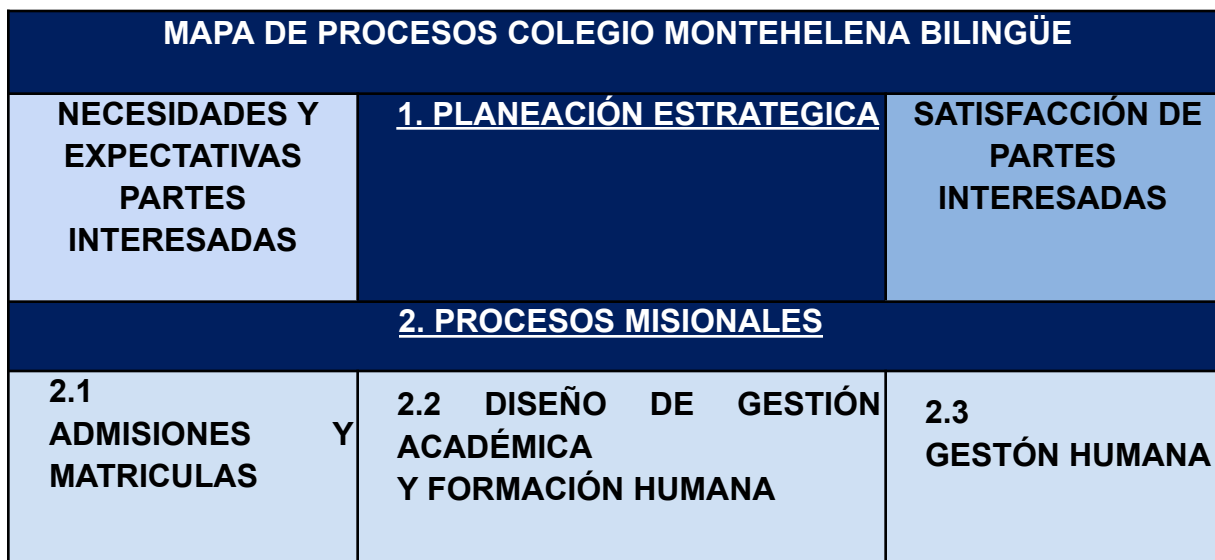 MAPA DE PROCESOS COLEGIO MONTEHELENA BILINGÜE
NECESIDADES Y
EXPECTATIVAS
PARTES
INTERESADAS
1. PLANEACIÓN ESTRATEGICA
SATISFACCIÓN DE
PARTES
INTERESADAS
2. PROCESOS MISIONALES
2.1
ADMISIONES Y
MATRICULAS
2.2 DISEÑO DE GESTIÓN
ACADÉMICA
Y FORMACIÓN HUMANA
2.3
GESTÓN HUMANA